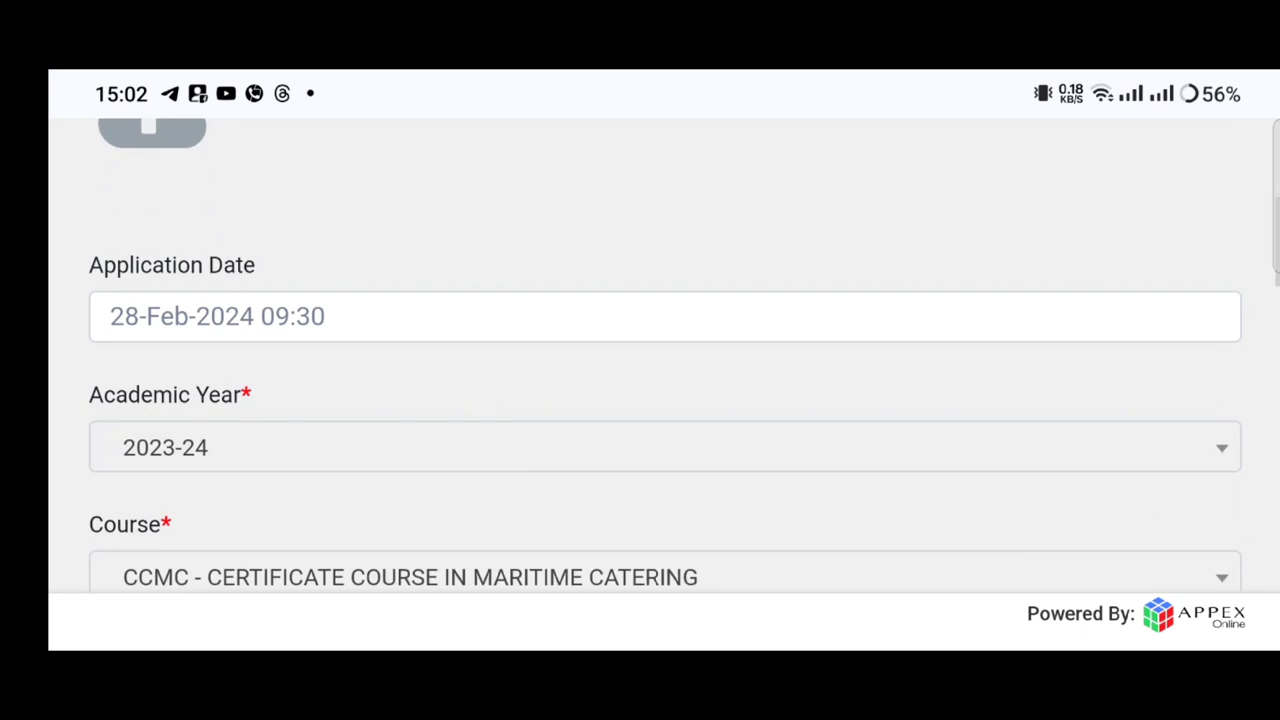 15:02
0.18
KB/S
56%
Application Date
28-Feb-2024 09:30
Academic Year*
2023-24
Course*
CCMC - CERTIFICATE COURSE IN MARITIME CATERING
Powered By: APPEX
Online